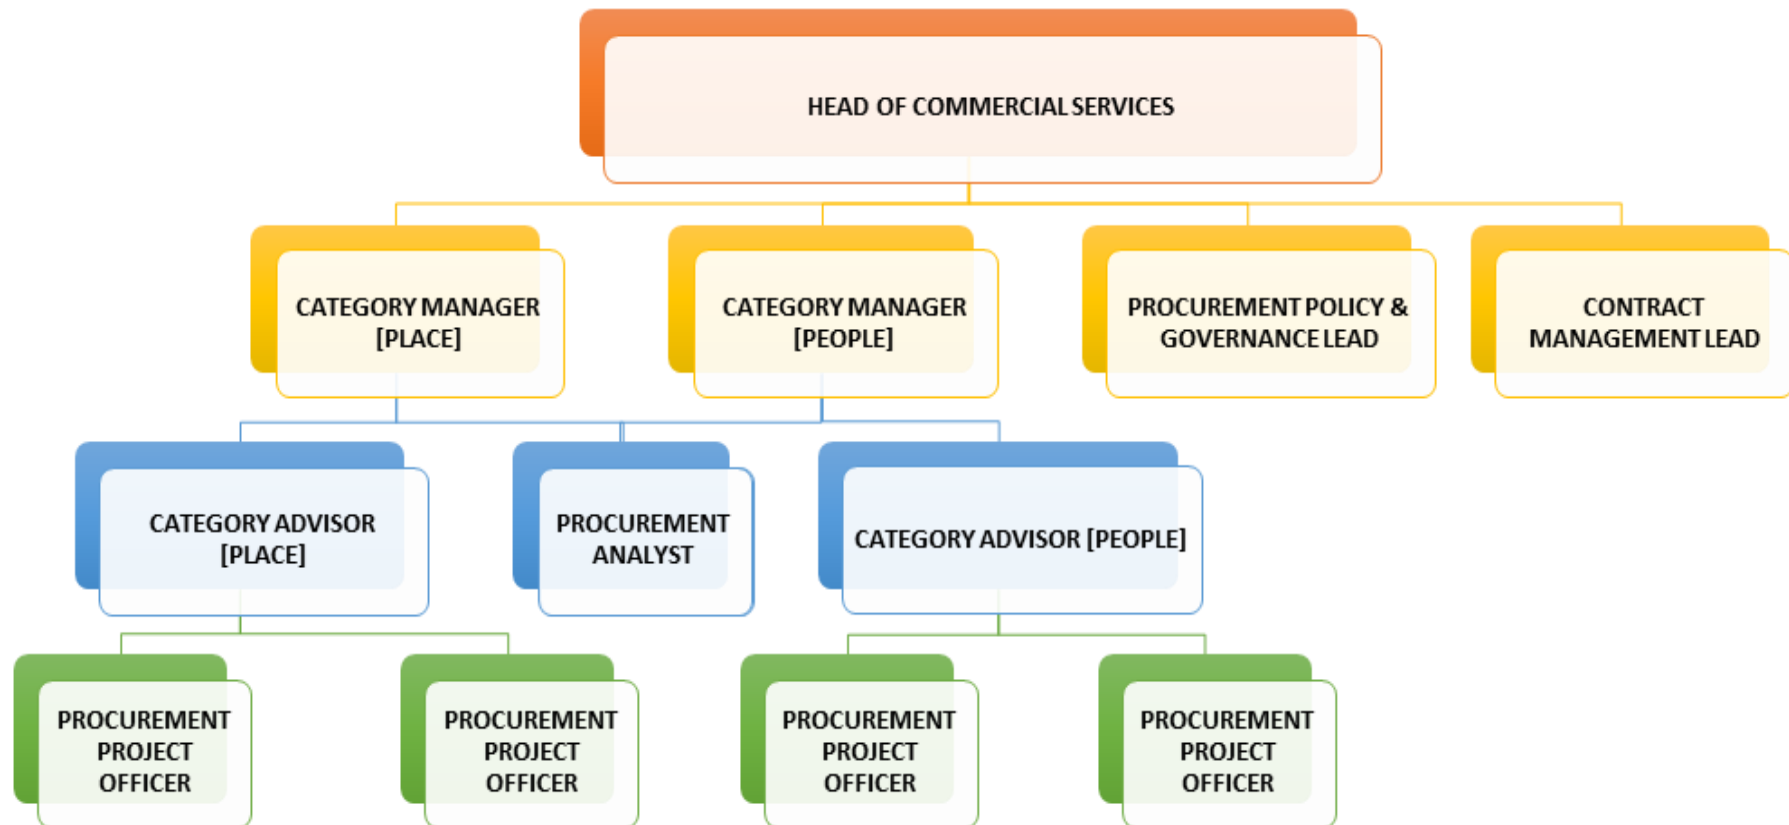 HEAD OF COMMERCIAL SERVICES
CATEGORY MANAGER
[PLACE]
CATEGORY MANAGER
[PEOPLE]
PROCUREMENT POLICY &
GOVERNANCE LEAD
CONTRACT
MANAGEMENT LEAD
CATEGORY ADVISOR
[PLACE]
PROCUREMENT
ANALYST
CATEGORY ADVISOR [PEOPLE]
PROCUREMENT
PROJECT
OFFICER
PROCUREMENT
PROJECT
OFFICER
PROCUREMENT
PROJECT
OFFICER
PROCUREMENT
PROJECT
OFFICER